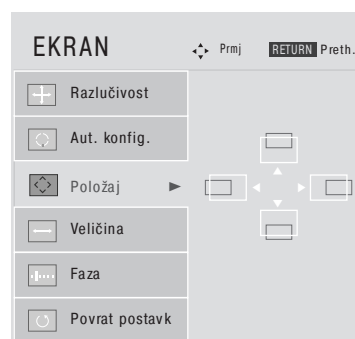 EKRAN
Prmj RETURN Preth.
Razlučivost
Aut. konfig.
Položaj
Veličina
Faza
Povrat postavk